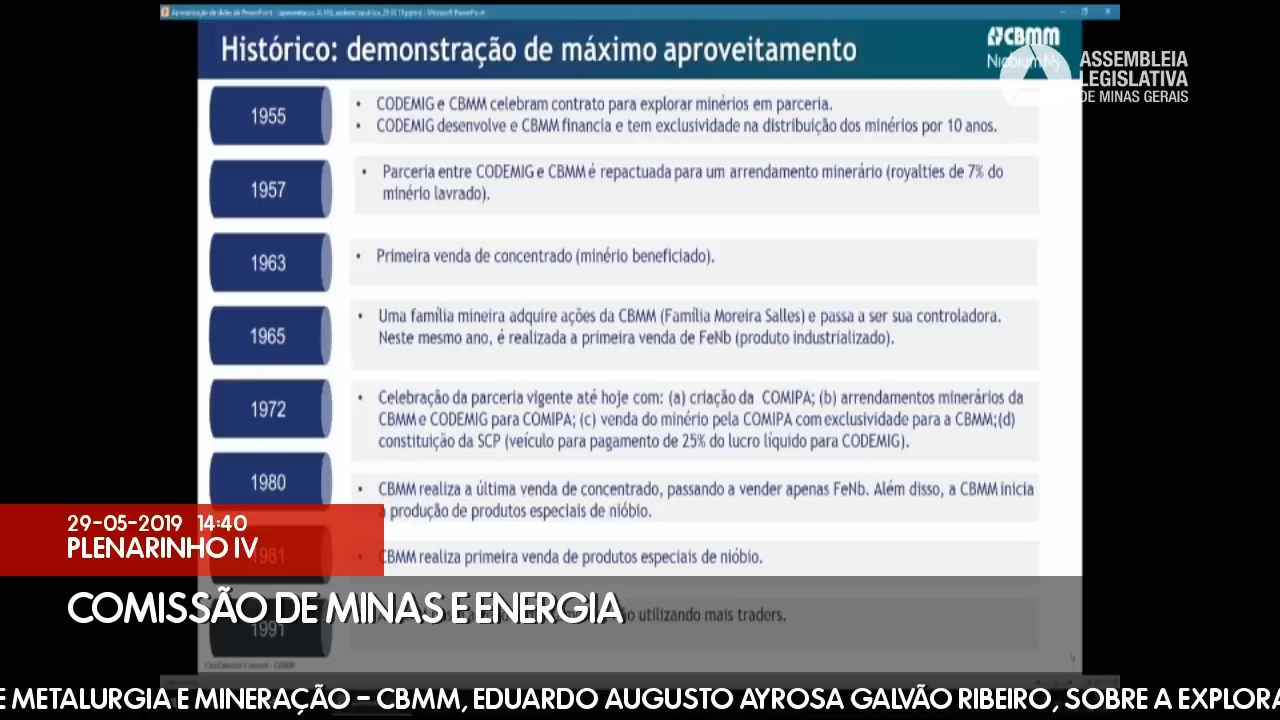 Histórico: demonstração de máximo aproveitamento
CBMM
ASSEMBLEIA
LEGISLATIVA
DE MINAS GERAIS
1955
• CODEMIG e CBMM celebram contrato para explorar minérios em parceria.
• CODEMIG desenvolve e CBMM financia e tem exclusividade na distribuição dos minérios por 10 anos.
1957
• Parceria entre CODEMIG e CBMM é repactuada para um arrendamento minerário (royalties de 7% do
minério lavrado).
1963
• Primeira venda de concentrado (minério beneficiado).
1965
• Uma família mineira adquire ações da CBMM (Família Moreira Salles) e passa a ser sua controladora.
Neste mesmo ano, é realizada a primeira venda de FeNb (produto industrializado).
1972
• Celebração da parceria vigente até hoje com: (a) criação da COMIPA; (b) arrendamentos minerários da
CBMM e CODEMIG para COMIPA; (c) venda do minério pela COMIPA com exclusividade para a CBMM;(d)
constituição da SCP (veículo para pagamento de 25% do lucro líquido para CODEMIG).
1980
• CBMM realiza a última venda de concentrado, passando a vender apenas FeNb. Além disso, a CBMM inicia
a produção de produtos especiais de nióbio.
1981
• CBMM realiza primeira venda de produtos especiais de nióbio.
1991
utilizando mais traders.
29-05-2019 14:40
PLENARINHO IV
COMISSÃO DE MINAS E ENERGIA
E METALURGIA E MINERAÇÃO – CBMM, EDUARDO AUGUSTO AYROSA GALVÃO RIBEIRO, SOBRE A EXPLORA